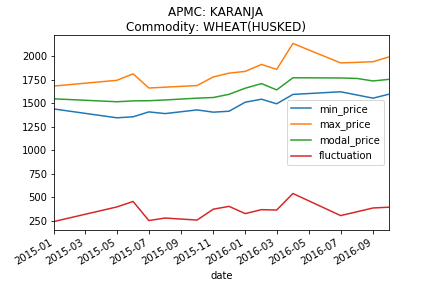 APMC: KARANJA
Commodity: WHEAT(HUSKED)
2000
1750
1500
1250
1000
750
500
250
min_price
max_price
modal_price
fluctuation
2015-01
2015-03
2015-05
2015-07
2015-09
2015-11
2016-01
2016-03
2016-05
2016-07
2016-09
date